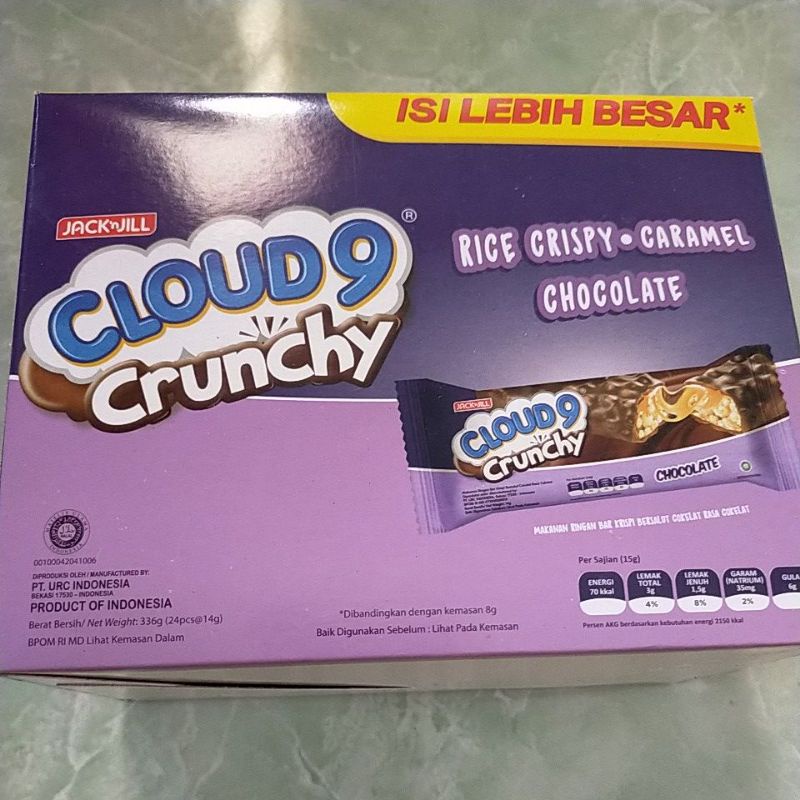 ISI LEBIH BESAR*
JACK'nJILL
CLOUD 9
®
Crunchy
RICE CRISPY • CARAMEL
CHOCOLATE
JACK'nJILL
CLOUD 9
Crunchy
CHOCOLATE
MAKANAN RINGAN BAR KRISPI BERSALUT COKELAT RASA COKELAT
00100042041006
DIPRODUKSI OLEH / MANUFACTURED BY:
PT. URC INDONESIA
BEKASI 17530 - INDONESIA
PRODUCT OF INDONESIA
Berat Bersih/ Net Weight: 336g (24pcs@14g)
BPOM RI MD Lihat Kemasan Dalam
*Dibandingkan dengan kemasan 8g
Baik Digunakan Sebelum : Lihat Pada Kemasan
Per Sajian (15g)
ENERGI
70 kkal
LEMAK
TOTAL
3g
4%
LEMAK
JENUH
1,5g
8%
GARAM
(NATRIUM)
35mg
2%
GULA
6g
Persen AKG berdasarkan kebutuhan energi 2150 kkal